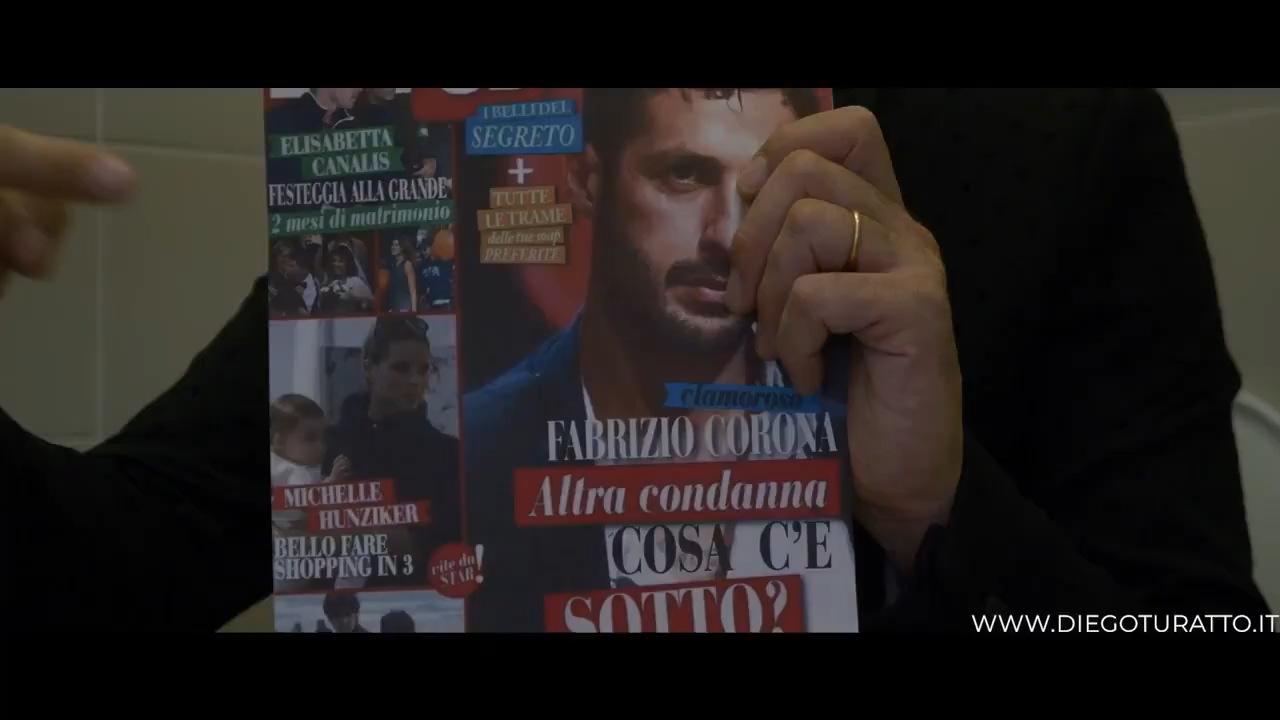 ELISABETTA
CANALIS
FESTEGGIA ALLA GRANDE
2 mesi di matrimonio
I BELLI DEL
SEGRETO
+
TUTTE
LE TRAME
delle tue soap
PREFERITE
clamoroso
FABRIZIO CORONA
Altra condanna
COSA C'E
SOTTO?
MICHELLE
HUNZIKER
BELLO FARE
SHOPPING IN 3
vite da
STAR!
WWW.DIEGOTURATTO.IT